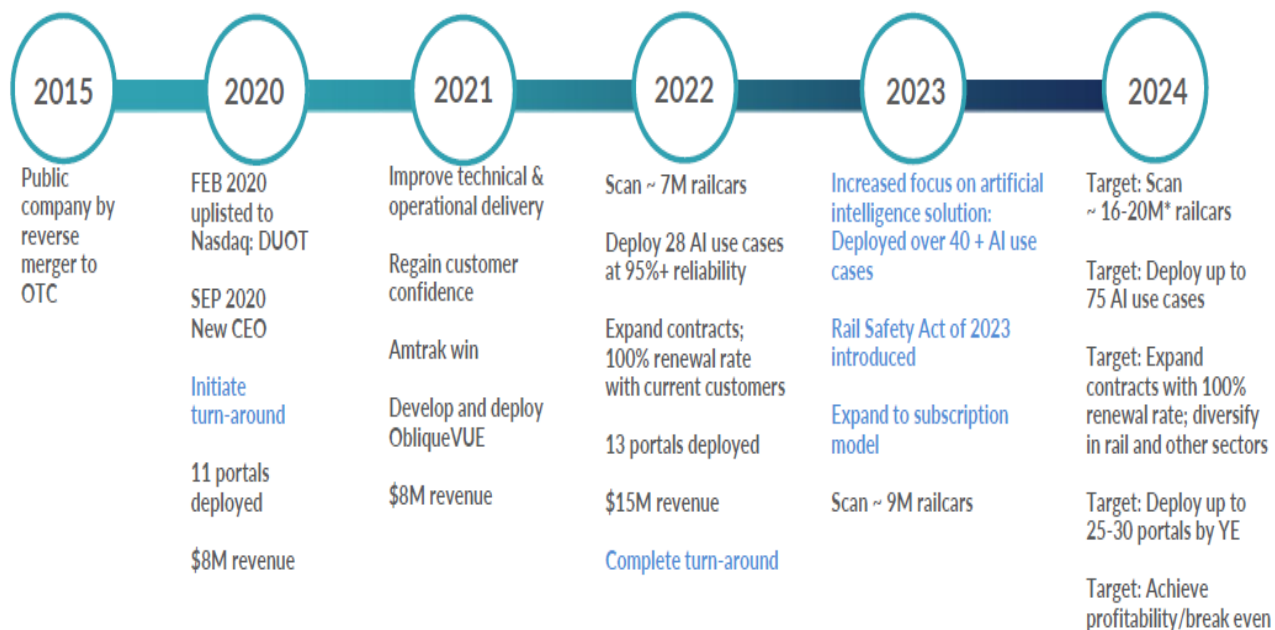 2015
2020
2021
2022
2023
2024
Public
company by
reverse
merger to
OTC
FEB 2020
uplisted to
Nasdaq: DUOT
SEP 2020
New CEO
Initiate
turn-around
11 portals
deployed
$8M revenue
Improve technical &
operational delivery
Regain customer
confidence
Amtrak win
Develop and deploy
ObliqueVUE
$8M revenue
Scan ~ 7M railcars
Deploy 28 AI use cases
at 95%+ reliability
Expand contracts;
100% renewal rate
with current customers
13 portals deployed
$15M revenue
Complete turn-around
Increased focus on artificial
intelligence solution:
Deployed over 40 + AI use
cases
Rail Safety Act of 2023
introduced
Expand to subscription
model
Scan ~ 9M railcars
Target: Scan
~ 16-20M* railcars
Target: Deploy up to
75 AI use cases
Target: Expand
contracts with 100%
renewal rate; diversify
in rail and other sectors
Target: Deploy up to
25-30 portals by YE
Target: Achieve
profitability/break even